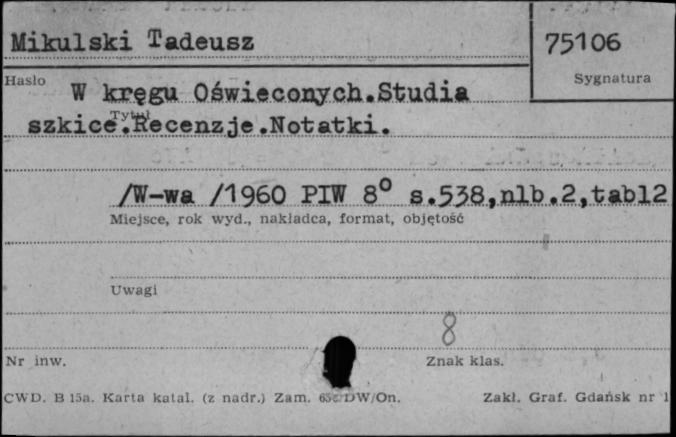 Mikulski Tadeusz
75106
Hasło
Sygnatura
W kręgu Oświeconych.Studia
Tytuł
szkice.Recenzje.Notatki.
/W-wa /1960 PIW 8° s.538,nlb.2,tabl2
Miejsce, rok wyd., nakładca, format, objętość
Uwagi
8
Nr inw.
Znak klas.
CWD. B 15a. Karta katal. (z nadr.) Zam. DW/On.
Zakł. Graf. Gdańsk nr 1